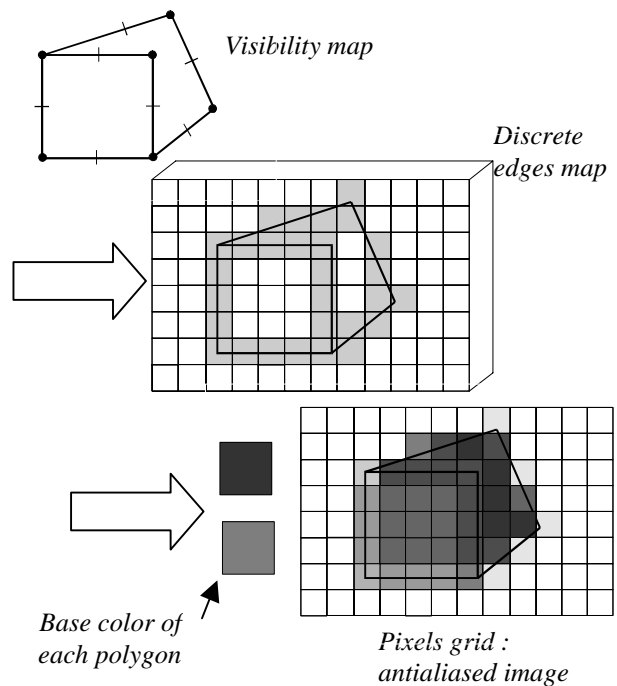 Visibility map
Discrete
edges map
Base color of
each polygon
Pixels grid :
antialiased image